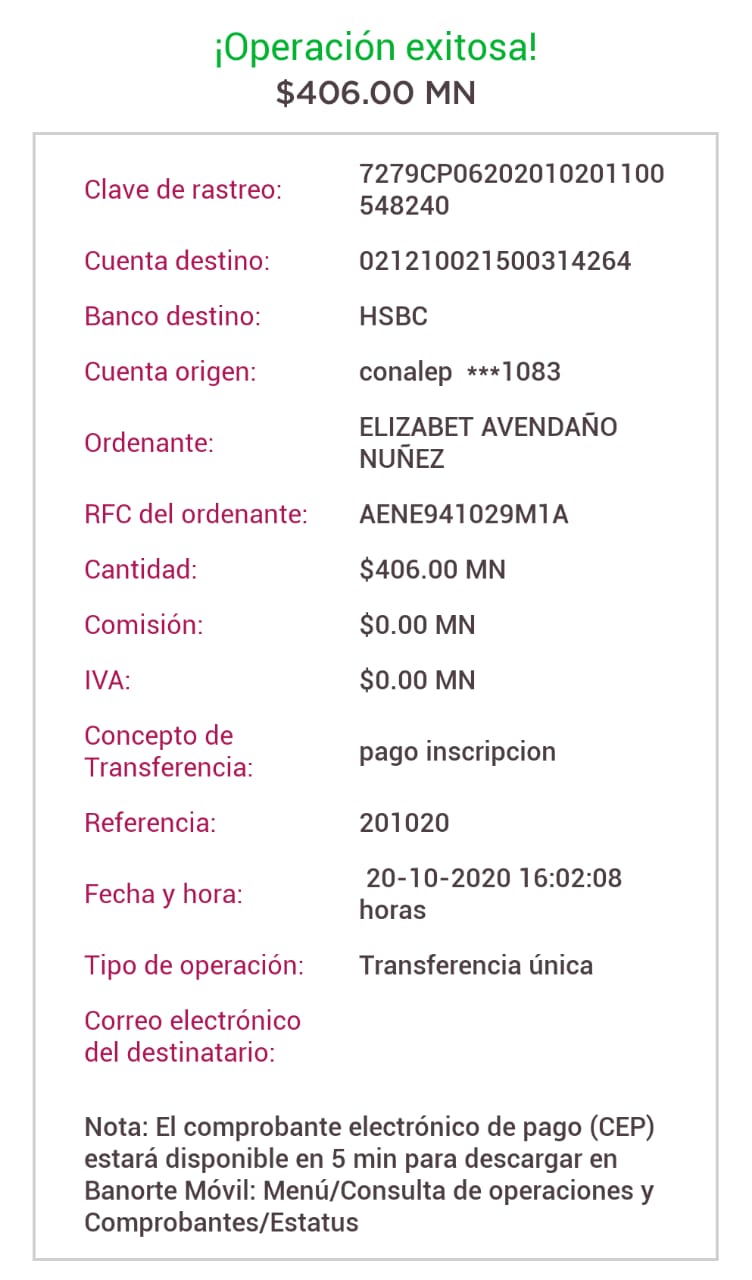 ¡Operación exitosa!
$406.00 MN
Clave de rastreo:
7279CP06202010201100
548240
Cuenta destino:
021210021500314264
Banco destino:
HSBC
Cuenta origen:
conalep ***1083
Ordenante:
ELIZABET AVENDAÑO
NUÑEZ
RFC del ordenante:
AENE941029M1A
Cantidad:
$406.00 MN
Comisión:
$0.00 MN
IVA:
$0.00 MN
Concepto de
Transferencia:
pago inscripcion
Referencia:
201020
Fecha y hora:
20-10-2020 16:02:08
horas
Tipo de operación:
Transferencia única
Correo electrónico
del destinatario:
Nota: El comprobante electrónico de pago (CEP)
estará disponible en 5 min para descargar en
Banorte Móvil: Menú/Consulta de operaciones y
Comprobantes/Estatus